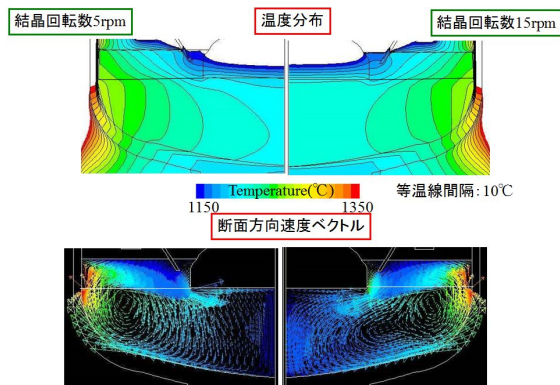 結晶回転数5rpm
温度分布
結晶回転数15rpm
Temperature(℃)
1150
1350
等温線間隔:10℃
断面方向速度ベクトル